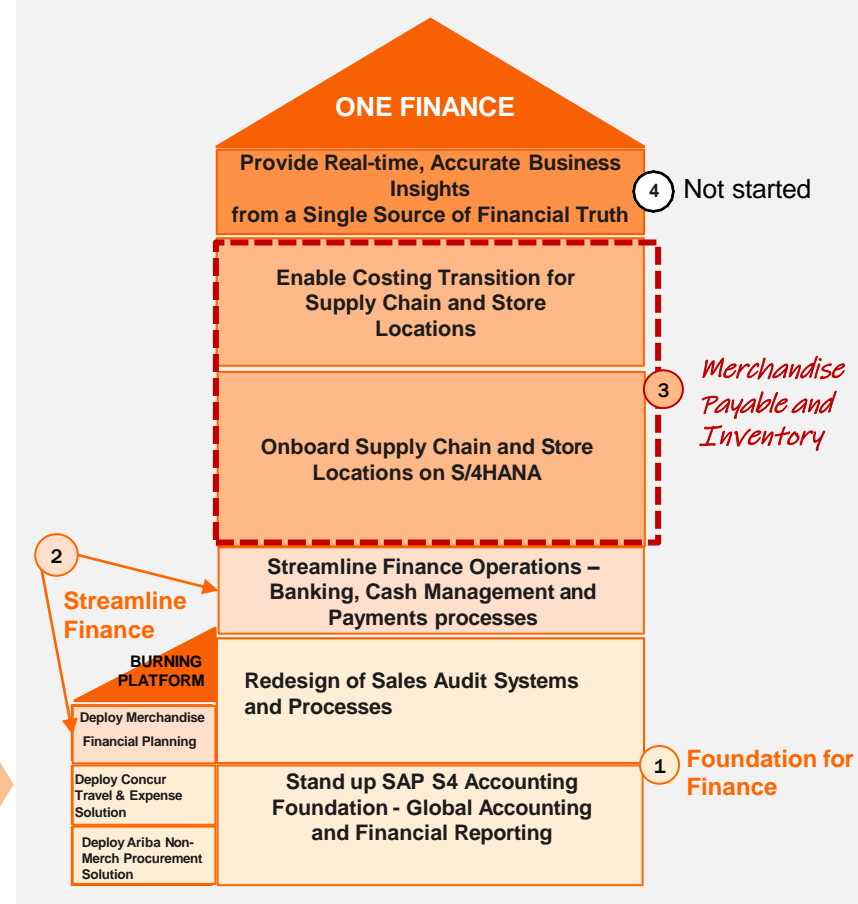 ONE FINANCE
Provide Real-time, Accurate Business
Insights
from a Single Source of Financial Truth
4
Not started
Enable Costing Transition for
Supply Chain and Store
Locations
3
Merchandise
Payable and
Inventory
Onboard Supply Chain and Store
Locations on S/4HANA
2
Streamline
Finance
Streamline Finance Operations –
Banking, Cash Management and
Payments processes
BURNING
PLATFORM
Redesign of Sales Audit Systems
and Processes
Deploy Merchandise
Financial Planning
1
Foundation for
Finance
Deploy Concur
Travel & Expense
Solution
Stand up SAP S4 Accounting
Foundation - Global Accounting
and Financial Reporting
Deploy Ariba Non-
Merch Procurement
Solution